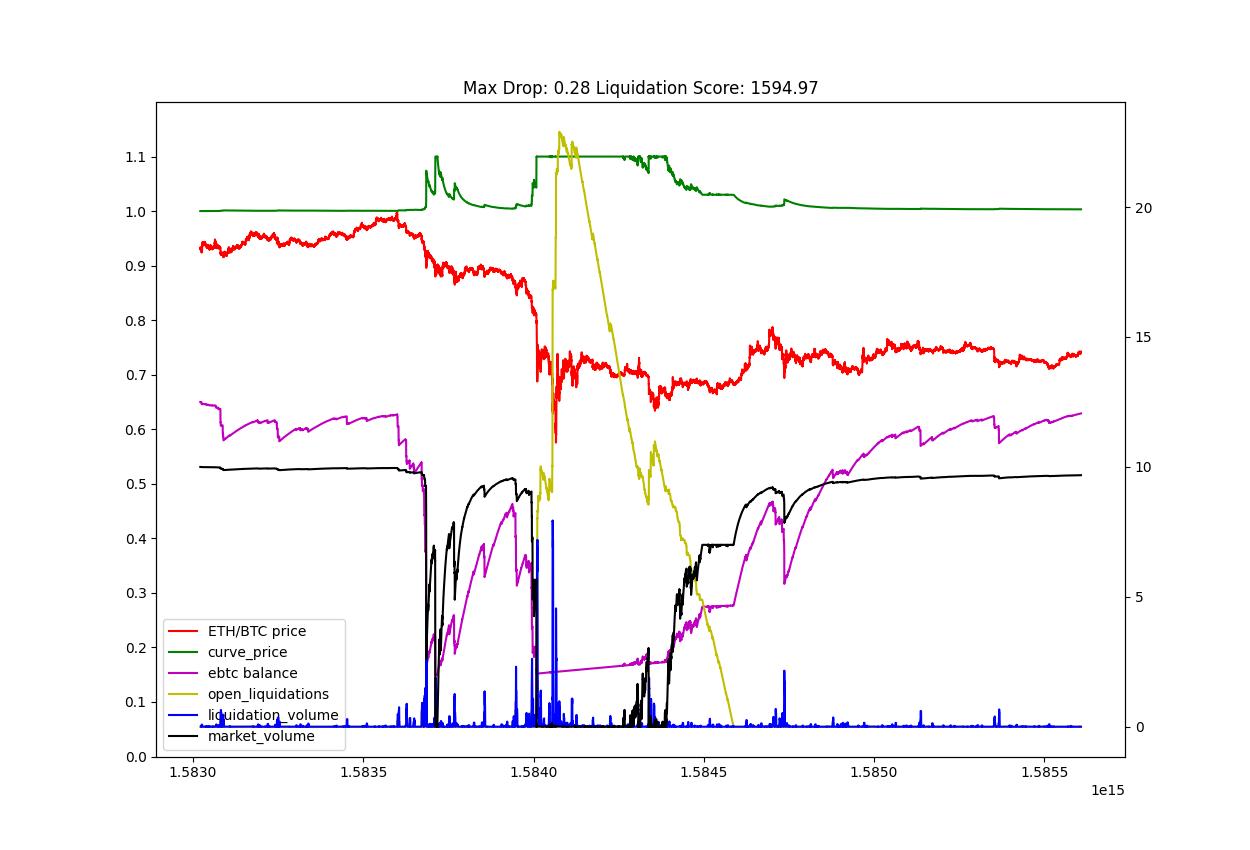 Max Drop: 0.28 Liquidation Score: 1594.97
1.1
1.0
0.9
0.8
0.7
0.6
0.5
0.4
0.3
0.2
0.1
0.0
20
15
10
5
0
ETH/BTC price
curve_price
ebtc balance
open_liquidations
liquidation_volume
market_volume
1.5830 1.5835 1.5840 1.5845 1.5850 1.5855
1e15